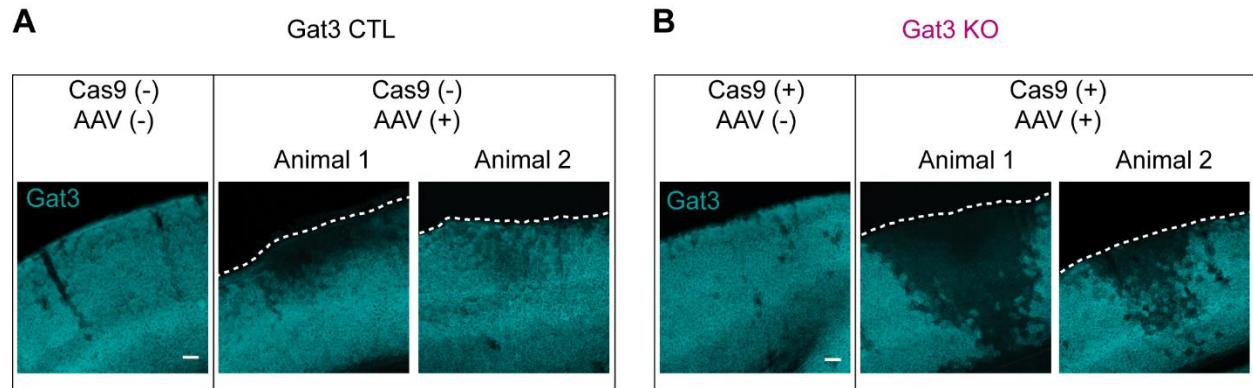 A
Gat3 CTL
Cas9 (-)
AAV (-)
Cas9 (-)
AAV (+)
Animal 1
Animal 2
Gat3
B
Gat3 KO
Cas9 (+)
AAV (-)
Cas9 (+)
AAV (+)
Animal 1
Animal 2
Gat3